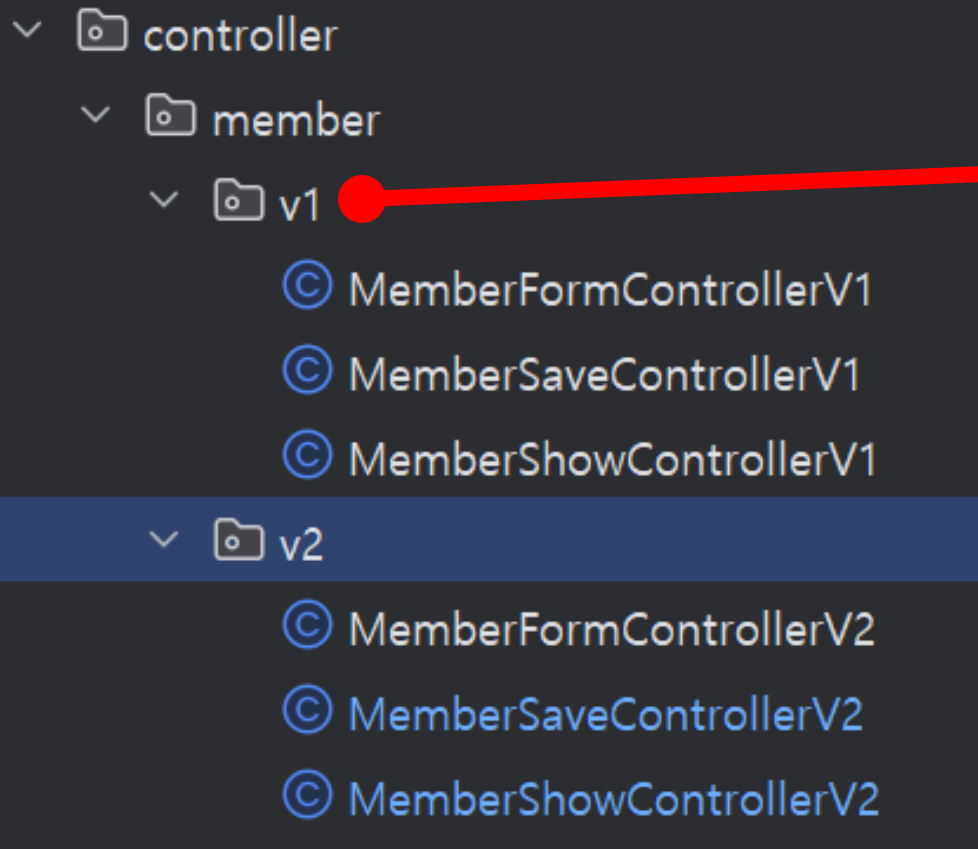 controller
member
v1
MemberFormControllerV1
MemberSaveControllerV1
MemberShowControllerV1
v2
MemberFormControllerV2
MemberSaveControllerV2
MemberShowControllerV2